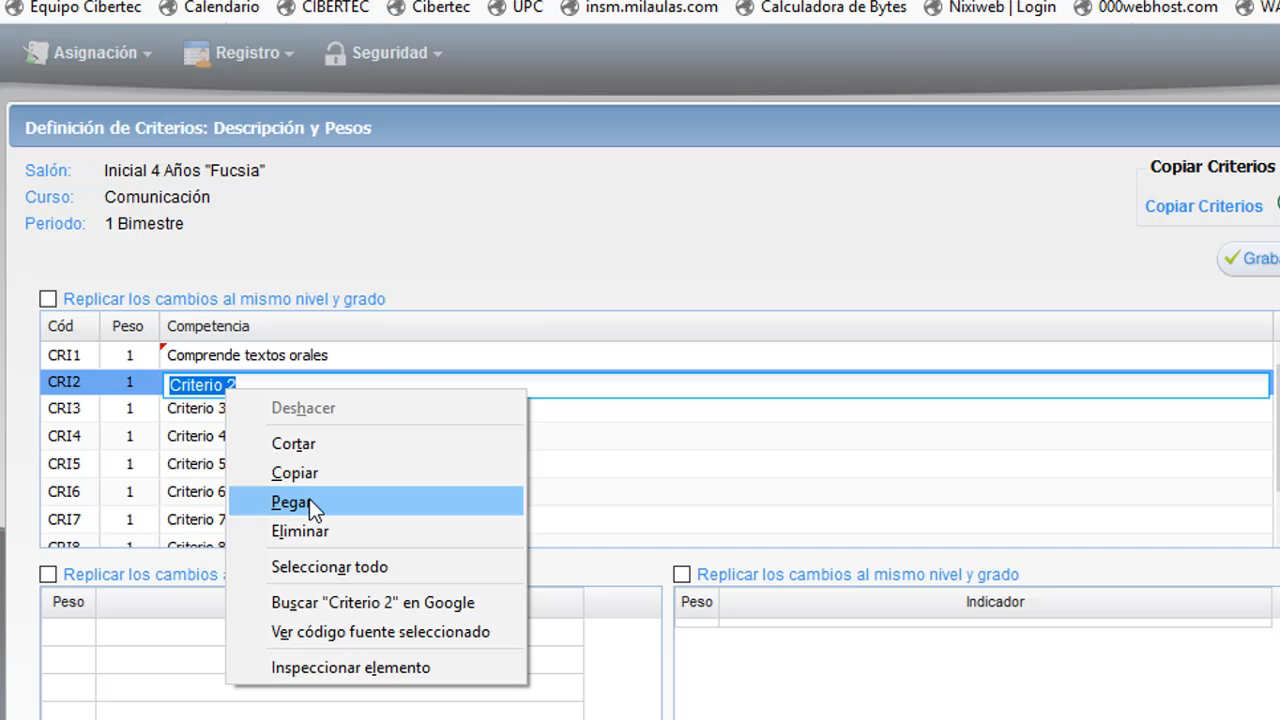 Equipo Cibertec Calendario CIBERTEC Cibertec UPC insm.milaulas.com Calculadora de Bytes Nixiweb | Login 000webhost.com
Asignación Registro Seguridad
Definición de Criterios: Descripción y Pesos
Salón: Inicial 4 Años "Fucsia"
Copiar Criterios
Curso: Comunicación
Copiar Criterios
Periodo: 1 Bimestre
Replicar los cambios al mismo nivel y grado
Cód Peso Competencia
CRI1 1 Comprende textos orales
CRI2 1 Criterio 2
CRI3 1 Criterio 3
Deshacer
CRI4 1 Criterio 4
Cortar
CRI5 1 Criterio 5
Copiar
CRI6 1 Criterio 6
Pegar
CRI7 1 Criterio 7
Eliminar
CRI8 1 Criterio 8
Seleccionar todo
Replicar los cambios
Replicar los cambios al mismo nivel y grado
Peso
Buscar "Criterio 2" en Google
Peso Indicador
Ver código fuente seleccionado
Inspeccionar elemento